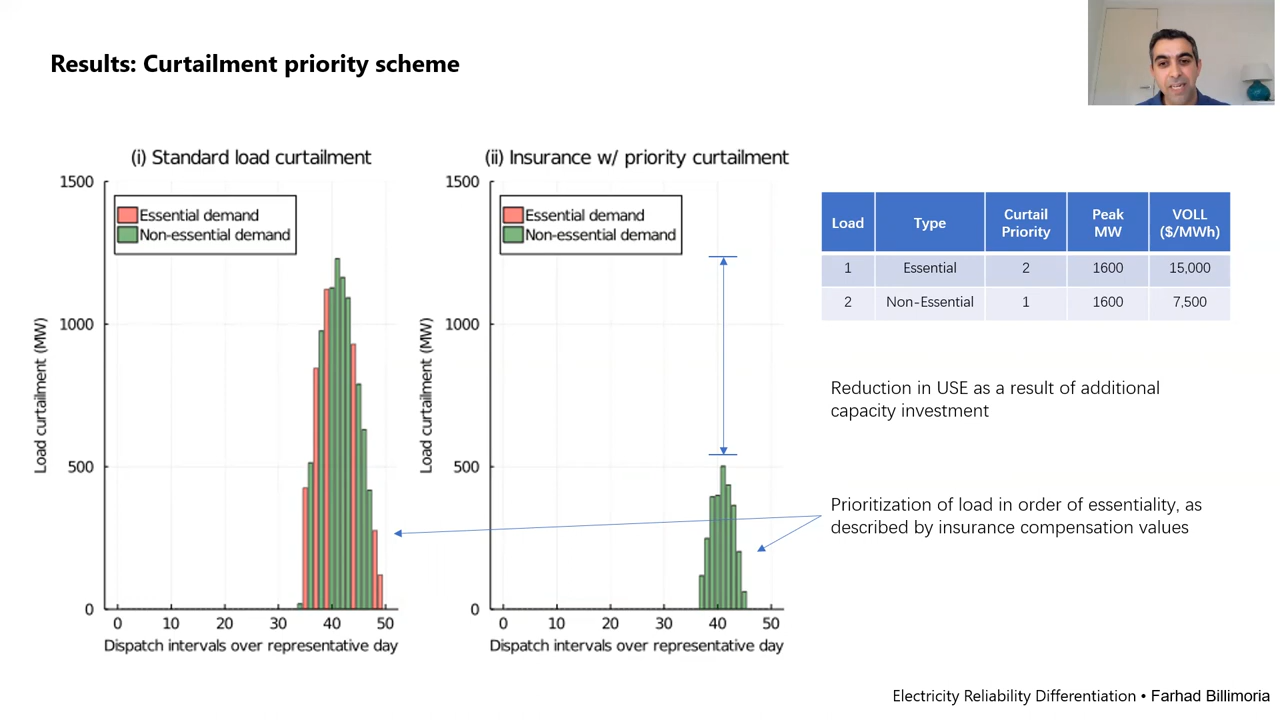 Results: Curtailment priority scheme
(i) Standard load curtailment
1500
1000
500
0
Load curtailment (MW)
Essential demand
Non-essential demand
0 10 20 30 40 50
Dispatch intervals over representative day
(ii) Insurance w/ priority curtailment
1500
1000
500
0
Load curtailment (MW)
Essential demand
Non-essential demand
0 10 20 30 40 50
Dispatch intervals over representative day
Load Type Curtail Priority Peak MW VOLL ($/MWh)
1 Essential 2 1600 15,000
2 Non-Essential 1 1600 7,500
Reduction in USE as a result of additional
capacity investment
Prioritization of load in order of essentiality, as
described by insurance compensation values
Electricity Reliability Differentiation • Farhad Billimoria